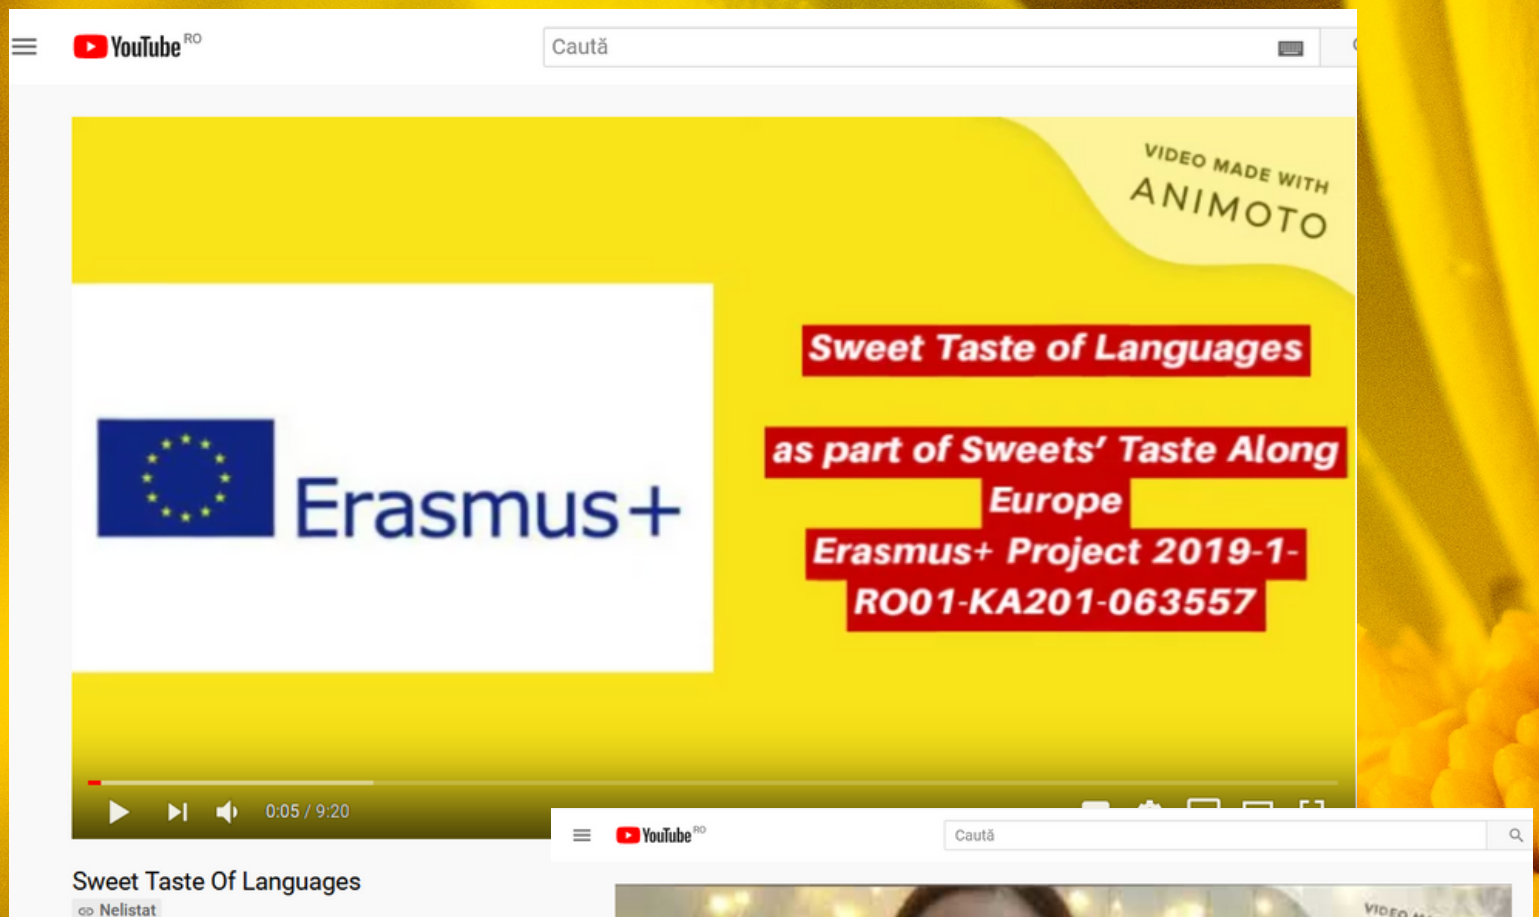 YouTube RO
Caută
VIDEO MADE WITH
ANIMOTO
Sweet Taste of Languages
as part of Sweets’ Taste Along
Europe
Erasmus+ Project 2019-1-
RO01-KA201-063557
Erasmus+
0:05 / 9:20
Sweet Taste Of Languages
Nelistat
YouTube RO
Caută
VIDEO